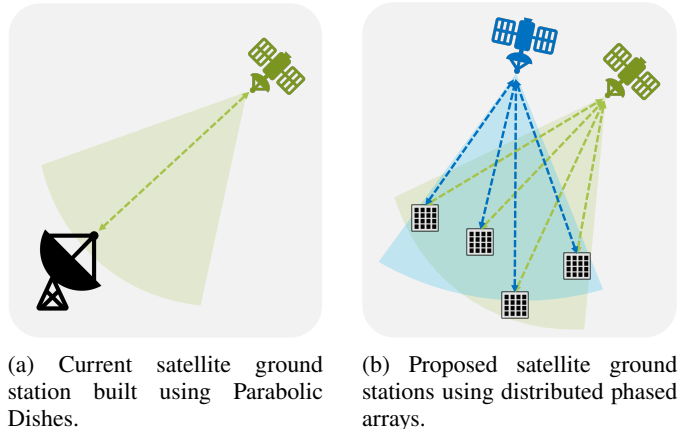 (a) Current satellite ground
station built using Parabolic
Dishes.
(b) Proposed satellite ground
stations using distributed phased
arrays.